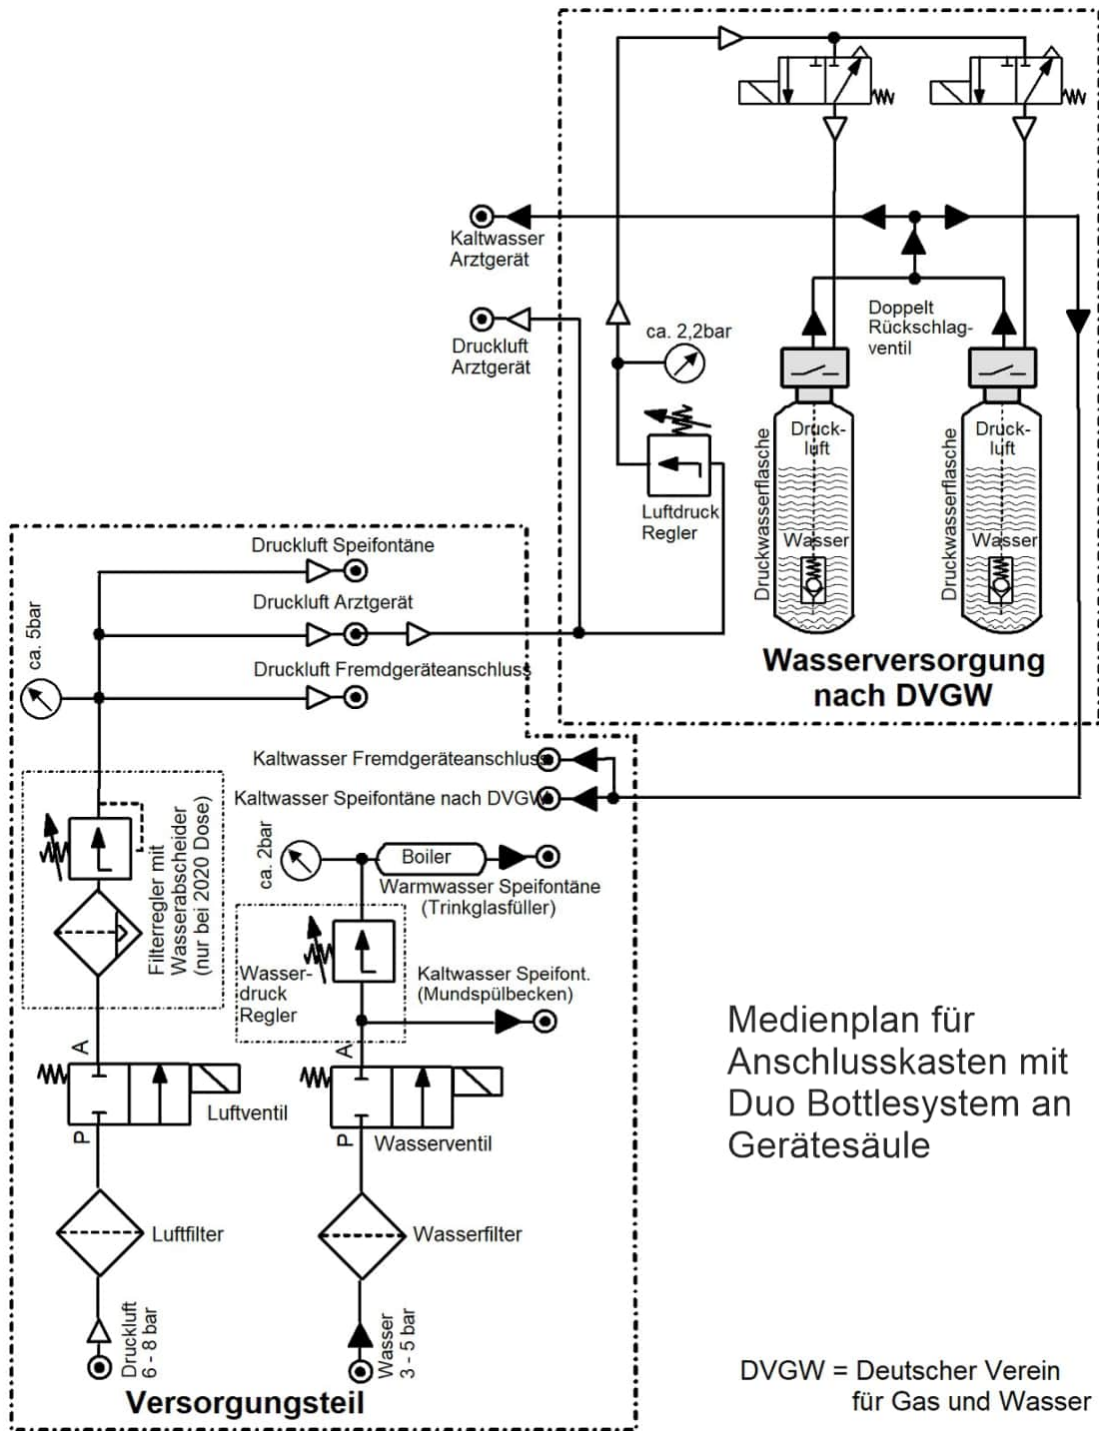 Kaltwasser
Arztgerät
Druckluft
Arztgerät
ca. 2,2bar
Doppelt
Rückschlag-
ventil
Luftdruck
Regler
Druckwasserflasche
Druck-
luft
Wasser
Druckwasserflasche
Druck-
luft
Wasser
Wasserversorgung
nach DVGW
Druckluft Speifontäne
Druckluft Arztgerät
Druckluft Fremdgeräteanschluss
ca. 5bar
Kaltwasser Fremdgeräteanschluss
Kaltwasser Speifontäne nach DVGW
Filterregler mit
Wasserabscheider
(nur bei 2020 Dose)
ca. 2bar
Boiler
Warmwasser Speifontäne
(Trinkglasfüller)
Wasser-
druck
Regler
Kaltwasser Speifont.
(Mundspülbecken)
A
P
Luftventil
A
P
Wasserventil
Luftfilter
Wasserfilter
Druckluft
6 - 8 bar
Wasser
3 - 5 bar
Versorgungsteil
Medienplan für
Anschlusskasten mit
Duo Bottlesystem an
Gerätesäule
DVGW = Deutscher Verein
für Gas und Wasser